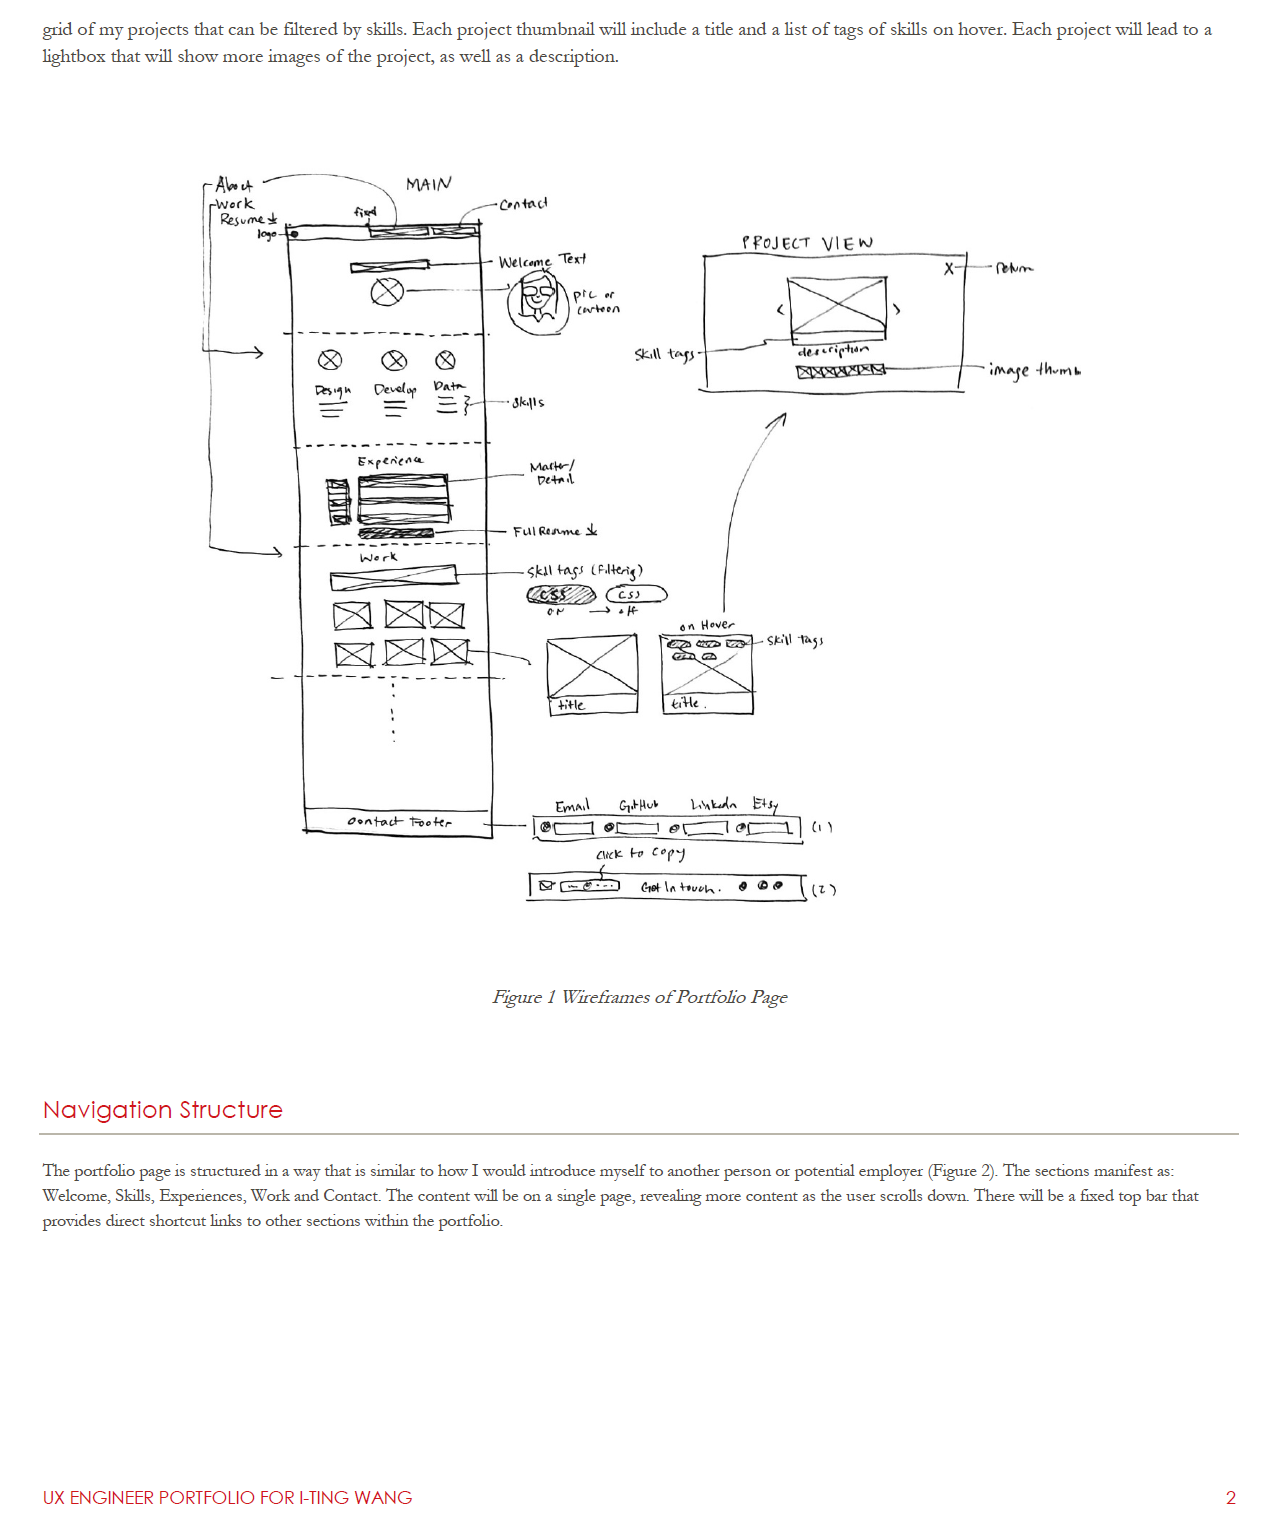 grid of my projects that can be filtered by skills. Each project thumbnail will include a title and a list of tags of skills on hover. Each project will lead to a
lightbox that will show more images of the project, as well as a description.
About
MAIN
Work
Contact
Resume
fixed
logo
PROJECT VIEW
Welcome Text
X
return
pic or
cartoon
<
>
Skill tags
description
image thumb
Design
Develop
Data
Skills
Experience
Master/
Detail
Full Resume
Work
Skill tags (Filterig)
CSS
CSS
ON
off
on Hover
Skill tags
title
title.
Email
GitHub
Linkedn
Etsy
Contact Footer
(1)
Click to Copy
Get In touch.
(2)
Figure 1 Wireframes of Portfolio Page
Navigation Structure
The portfolio page is structured in a way that is similar to how I would introduce myself to another person or potential employer (Figure 2). The sections manifest as:
Welcome, Skills, Experiences, Work and Contact. The content will be on a single page, revealing more content as the user scrolls down. There will be a fixed top bar that
provides direct shortcut links to other sections within the portfolio.
UX ENGINEER PORTFOLIO FOR I-TING WANG
2